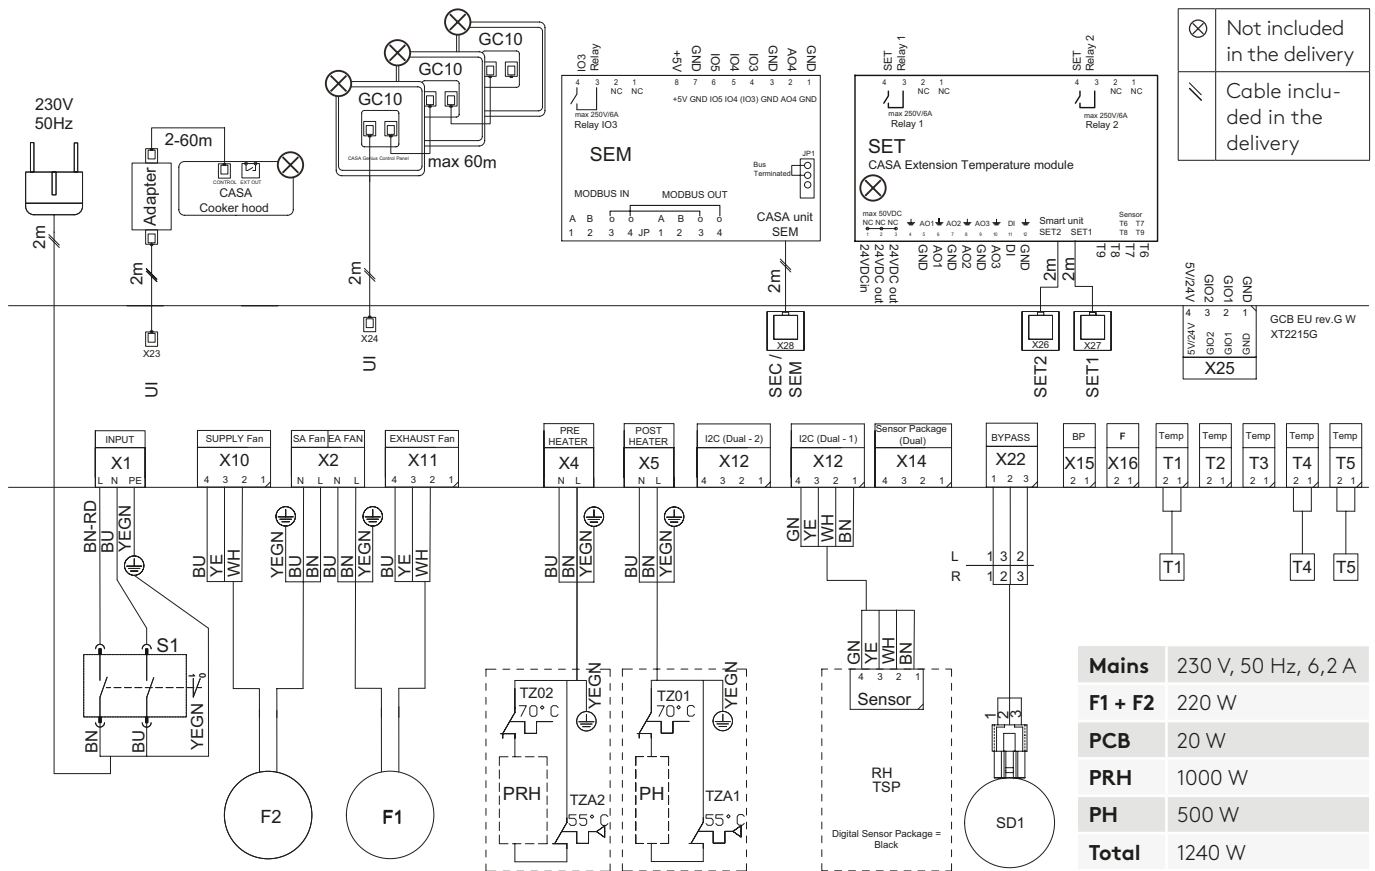 Not included
in the delivery
Cable inclu-
ded in the
delivery
230V
50Hz
2m
2-60m
Adapter
CONTROL EXT OUT
CASA
Cooker hood
2m
GC10
GC10
GC10
CASA Genius Control Panel
max 60m
2m
IO3
Relay
+5V
GND
IO5
IO4
IO3
GND
AO4
GND
4 3 2 1
NC NC
8 7 6 5 4 3 2 1
+5V GND IO5 IO4 (IO3) GND AO4 GND
max 250V/6A
Relay IO3
SEM
JP1
Bus
Terminated
MODBUS IN
MODBUS OUT
A B A B
1 2 3 4 JP 1 2 3 4
CASA unit
SEM
2m
SET
Relay 1
SET
Relay 2
4 3 2 1
NC NC
4 3 2 1
NC NC
max 250V/6A
Relay 1
max 250V/6A
Relay 2
SET
CASA Extension Temperature module
max 50VDC
NC NC NC
AO1 AO2 AO3 DI
1 2 3 4 5 6 7 8 9 10 11 12
Smart unit
SET2 SET1
Sensor
T6 T7
T8 T9
24VDCin
24VDC out
24VDC out
GND
AO1
GND
AO2
GND
AO3
DI
GND
T9
T8
T7
T6
2m
2m
X23
UI
X24
UI
X28
SEC /
SEM
X26
SET2
X27
SET1
5V/24V
GIO2
GIO1
GND
4 3 2 1
5V/24V
GIO2
GIO1
GND
X25
GCB EU rev.G W
XT2215G
INPUT
X1
L N PE
SUPPLY Fan
X10
4 3 2 1
SA Fan EA FAN
X2
N L N L
EXHAUST Fan
X11
4 3 2 1
PRE
HEATER
X4
N L
POST
HEATER
X5
N L
I2C (Dual - 2)
X12
4 3 2 1
I2C (Dual - 1)
X12
4 3 2 1
Sensor Package
(Dual)
X14
4 3 2 1
BYPASS
X22
1 2 3
BP
X15
2 1
F
X16
2 1
Temp
T1
2 1
Temp
T2
2 1
Temp
T3
2 1
Temp
T4
2 1
Temp
T5
2 1
BN-RD
BU
YEGN
BU
YE
WH
YEGN
BU
BN
BU
BN
YEGN
BU
YE
WH
BU
BN
YEGN
BU
BN
YEGN
GN
YE
WH
BN
L 1 3 2
R 1 2 3
T1
T4
T5
S1
0
1
BN
BU
YEGN
F2
F1
YEGN
TZ02
70°C
PRH
TZA2
55°C
YEGN
TZ01
70°C
PH
TZA1
55°C
GN
YE
WH
BN
4 3 2 1
Sensor
RH
TSP
Digital Sensor Package =
Black
1
2
3
SD1
Mains 230 V, 50 Hz, 6,2 A
F1 + F2 220 W
PCB 20 W
PRH 1000 W
PH 500 W
Total 1240 W